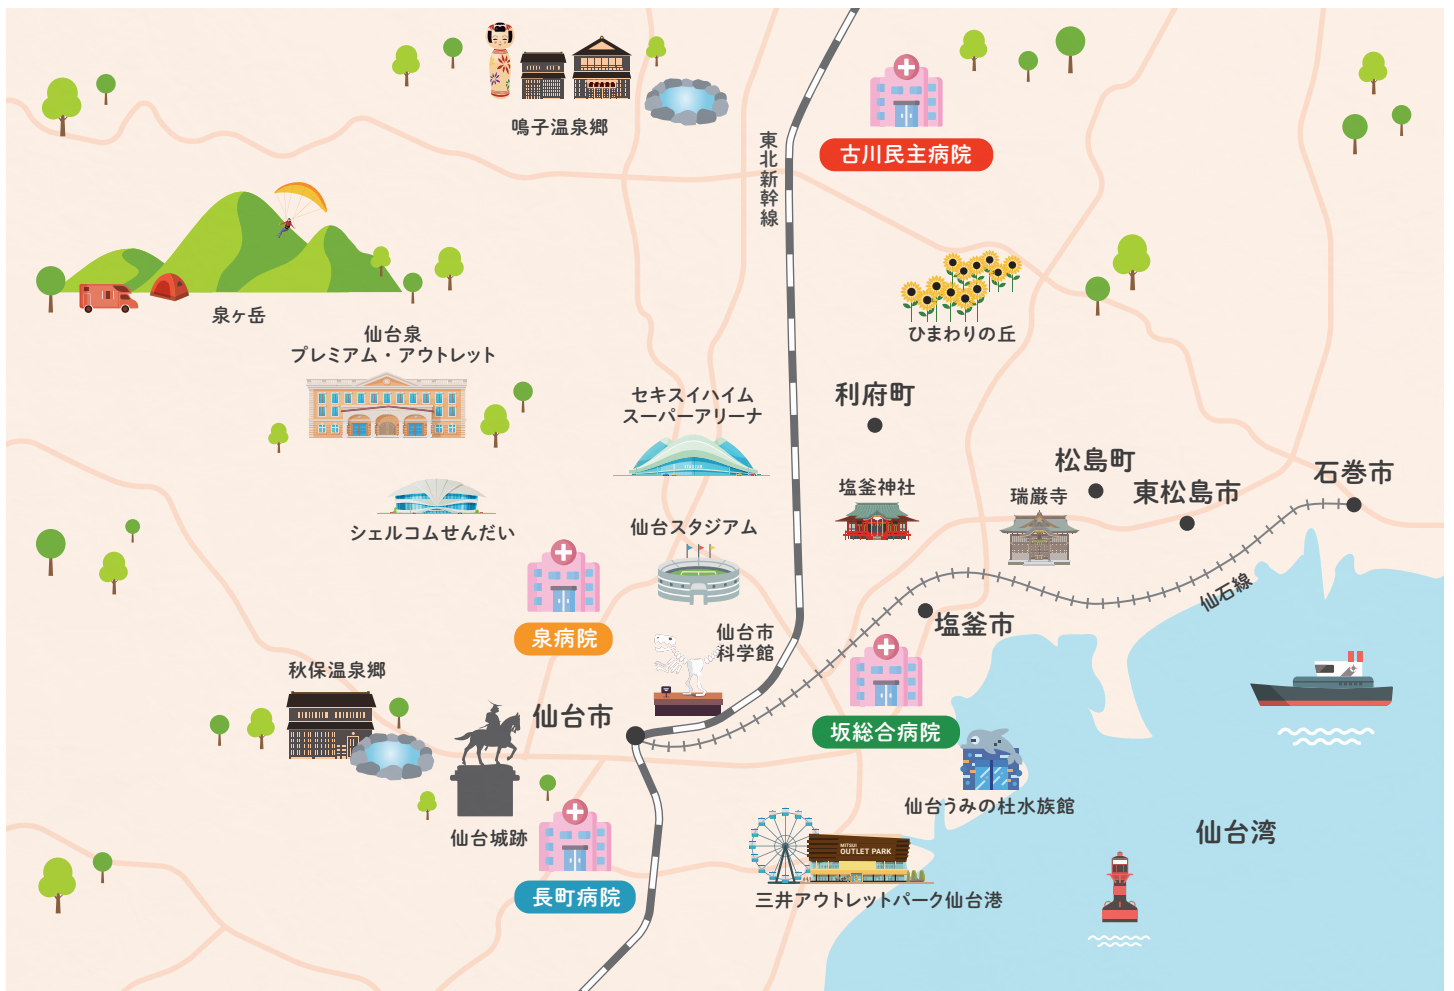 鳴子温泉郷
東北新幹線
古川民主病院
泉ヶ岳
ひまわりの丘
仙台泉
プレミアム・アウトレット
セキスイハイム
スーパーアリーナ
利府町
松島町
東松島市
石巻市
塩釜神社
瑞巌寺
シェルコムせんだい
仙台スタジアム
仙石線
泉病院
仙台市
科学館
塩釜市
秋保温泉郷
仙台市
坂総合病院
仙台うみの杜水族館
仙台城跡
仙台湾
MITSUI
OUTLET PARK
長町病院
三井アウトレットパーク仙台港